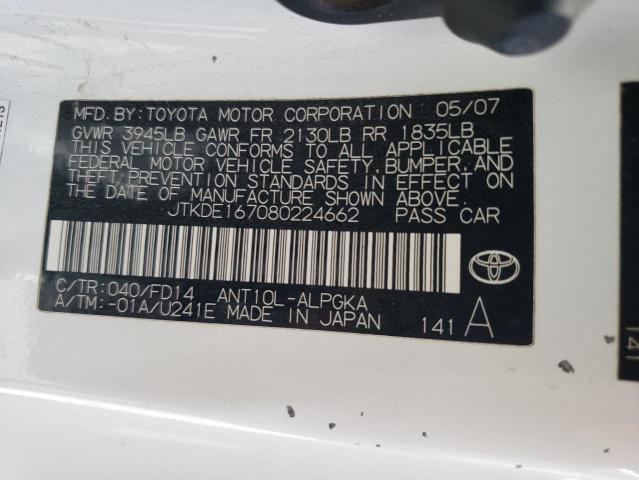 MFD. BY: TOYOTA MOTOR CORPORATION 05/07
GVWR 3945LB GAWR FR 2130LB RR 1835LB
THIS VEHICLE CONFORMS TO ALL APPLICABLE
FEDERAL MOTOR VEHICLE SAFETY, BUMPER, AND
THEFT PREVENTION STANDARDS IN EFFECT ON
THE DATE OF MANUFACTURE SHOWN ABOVE.
JTKDE167080224662 PASS CAR
C/TR: 040/FD14 ANT10L-ALPGKA
A/TM: -01A/U241E MADE IN JAPAN 141 A